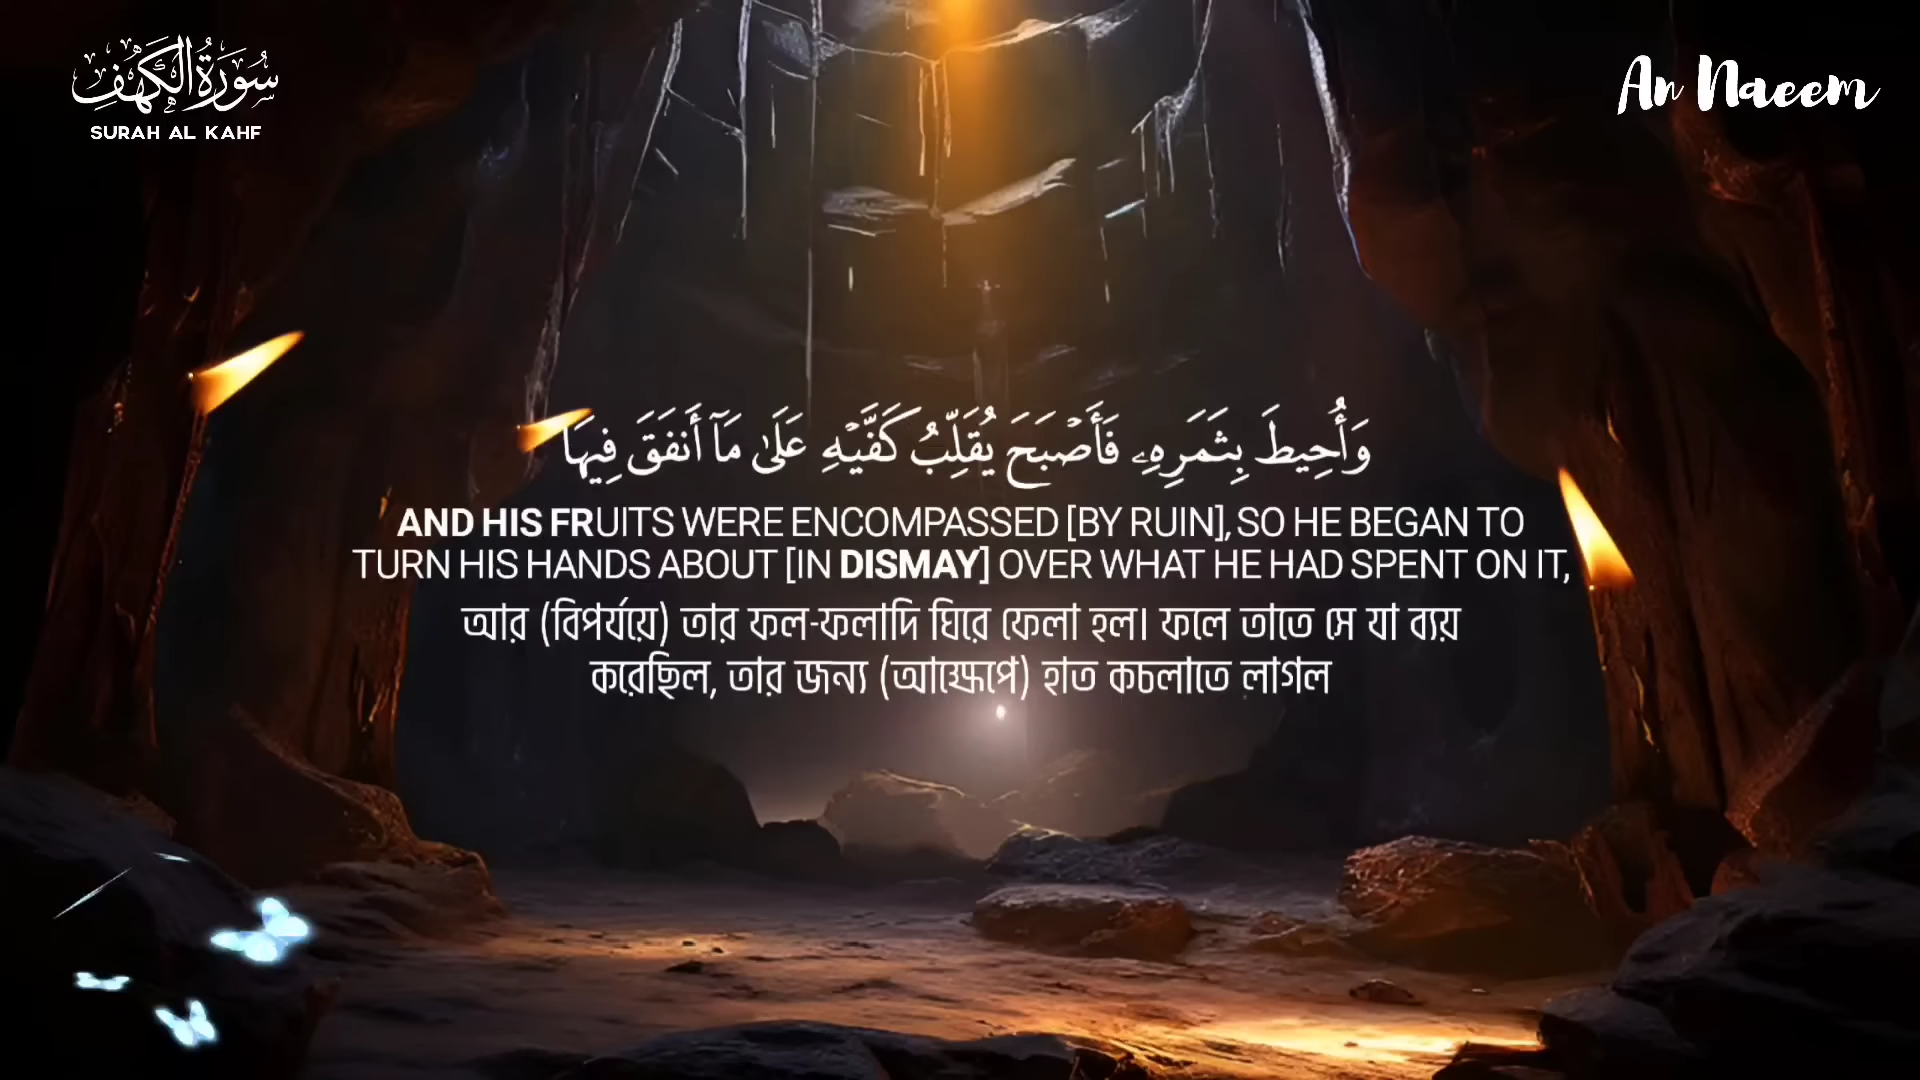 سُورَةُ الْكَهْفِ
SURAH AL KAHF
An Naeem
وَأُحِيطَ بِثَمَرِهِۦ فَأَصۡبَحَ يُقَلِّبُ كَفَّيۡهِ عَلَىٰ مَآ أَنفَقَ فِيهَا
AND HIS FRUITS WERE ENCOMPASSED [BY RUIN], SO HE BEGAN TO
TURN HIS HANDS ABOUT [IN DISMAY] OVER WHAT HE HAD SPENT ON IT,
আর (বিপর্যয়ে) তার ফল-ফলাদি ঘিরে ফেলা হল। ফলে তাতে সে যা ব্যয়
করেছিল, তার জন্য (আক্ষেপে) হাত কচলাতে লাগল